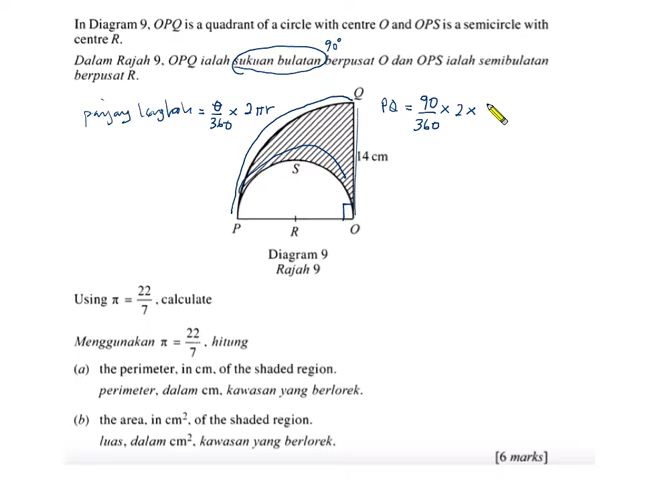 In Diagram 9, OPQ is a quadrant of a circle with centre O and OPS is a semicircle with
centre R.
90°
Dalam Rajah 9, OPQ ialah sukuan bulatan berpusat O dan OPS ialah semibulatan
berpusat R.
panjang lengkok = θ/360 × 2πr
Q
PQ = 90/360 × 2 ×
14 cm
S
P
R
O
Diagram 9
Rajah 9
Using π = 22/7, calculate
Menggunakan π = 22/7, hitung
(a) the perimeter, in cm, of the shaded region.
perimeter, dalam cm, kawasan yang berlorek.
(b) the area, in cm², of the shaded region.
luas, dalam cm², kawasan yang berlorek.
[6 marks]